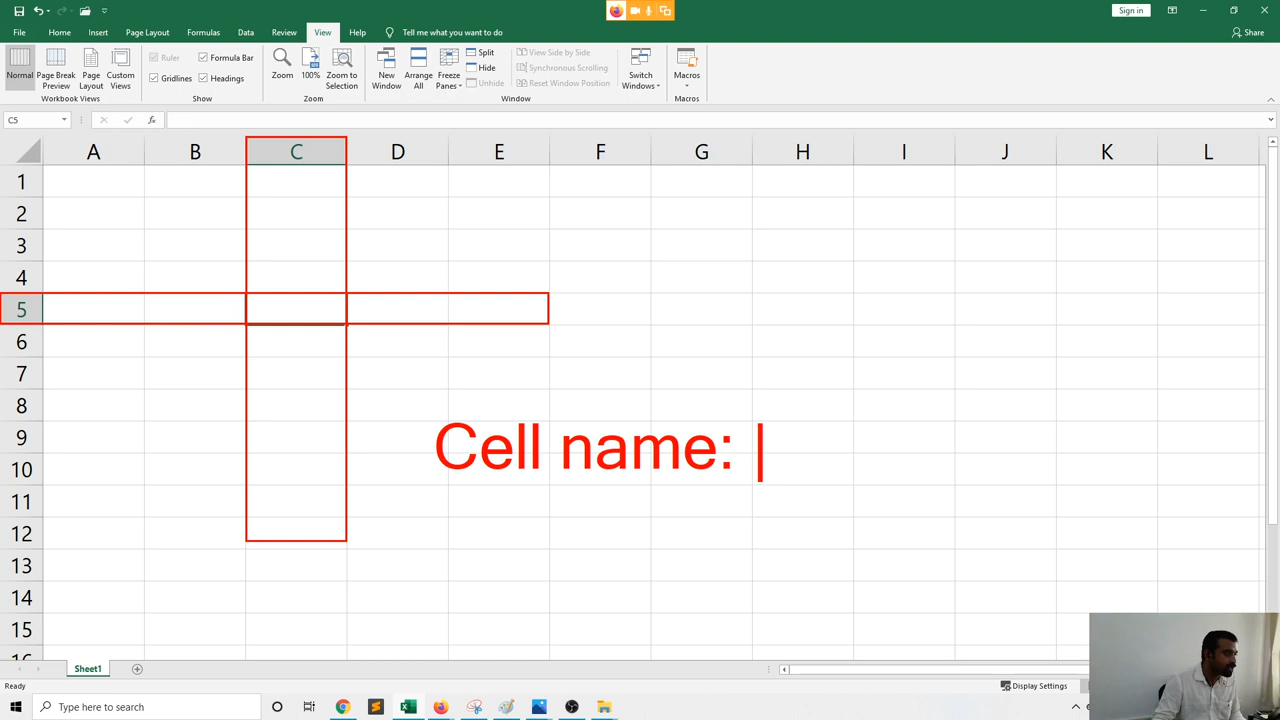 Sign in
File Home Insert Page Layout Formulas Data Review View Help Tell me what you want to do Share
Normal
Page Break Preview
Page Layout
Custom Views
Workbook Views
Ruler
Formula Bar
Gridlines
Headings
Show
Zoom
100%
Zoom to Selection
Zoom
New Window
Arrange All
Freeze Panes
Split
Hide
Unhide
View Side by Side
Synchronous Scrolling
Reset Window Position
Window
Switch Windows
Macros
Macros
C5 fx
A B C D E F G H I J K L
1
2
3
4
5
6
7
8
9
Cell name: |
10
11
12
13
14
15
16
Sheet1
Ready
Display Settings
Type here to search